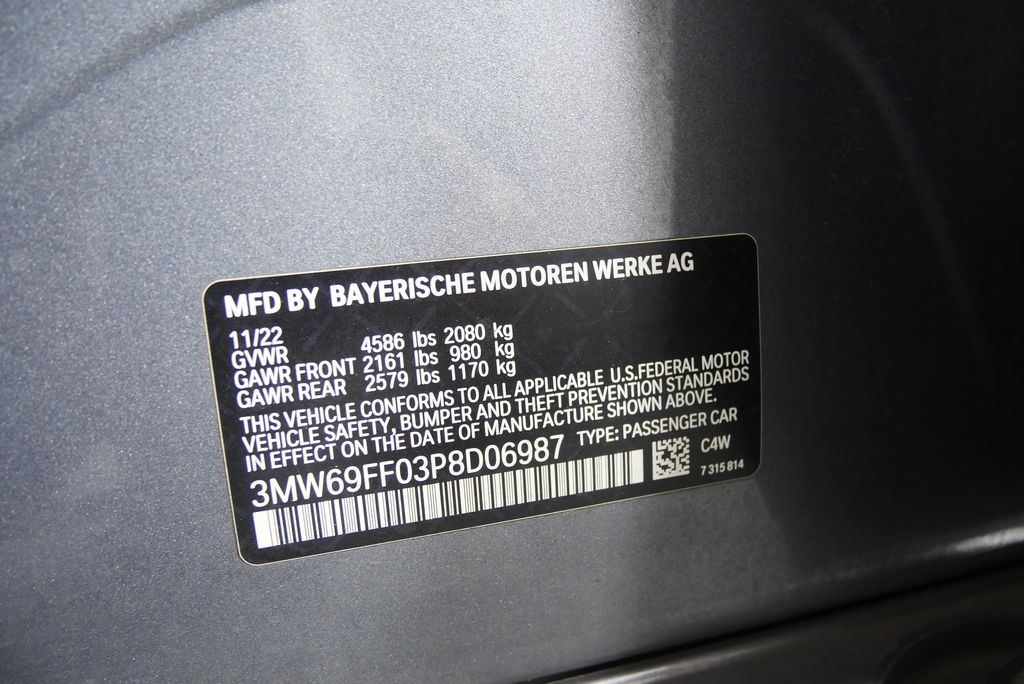 MFD BY BAYERISCHE MOTOREN WERKE AG
11/22
GVWR 4586 lbs 2080 kg
GAWR FRONT 2161 lbs 980 kg
GAWR REAR 2579 lbs 1170 kg
THIS VEHICLE CONFORMS TO ALL APPLICABLE U.S.FEDERAL MOTOR
VEHICLE SAFETY, BUMPER AND THEFT PREVENTION STANDARDS
IN EFFECT ON THE DATE OF MANUFACTURE SHOWN ABOVE.
3MW69FF03P8D06987 TYPE: PASSENGER CAR
C4W
7 315 814